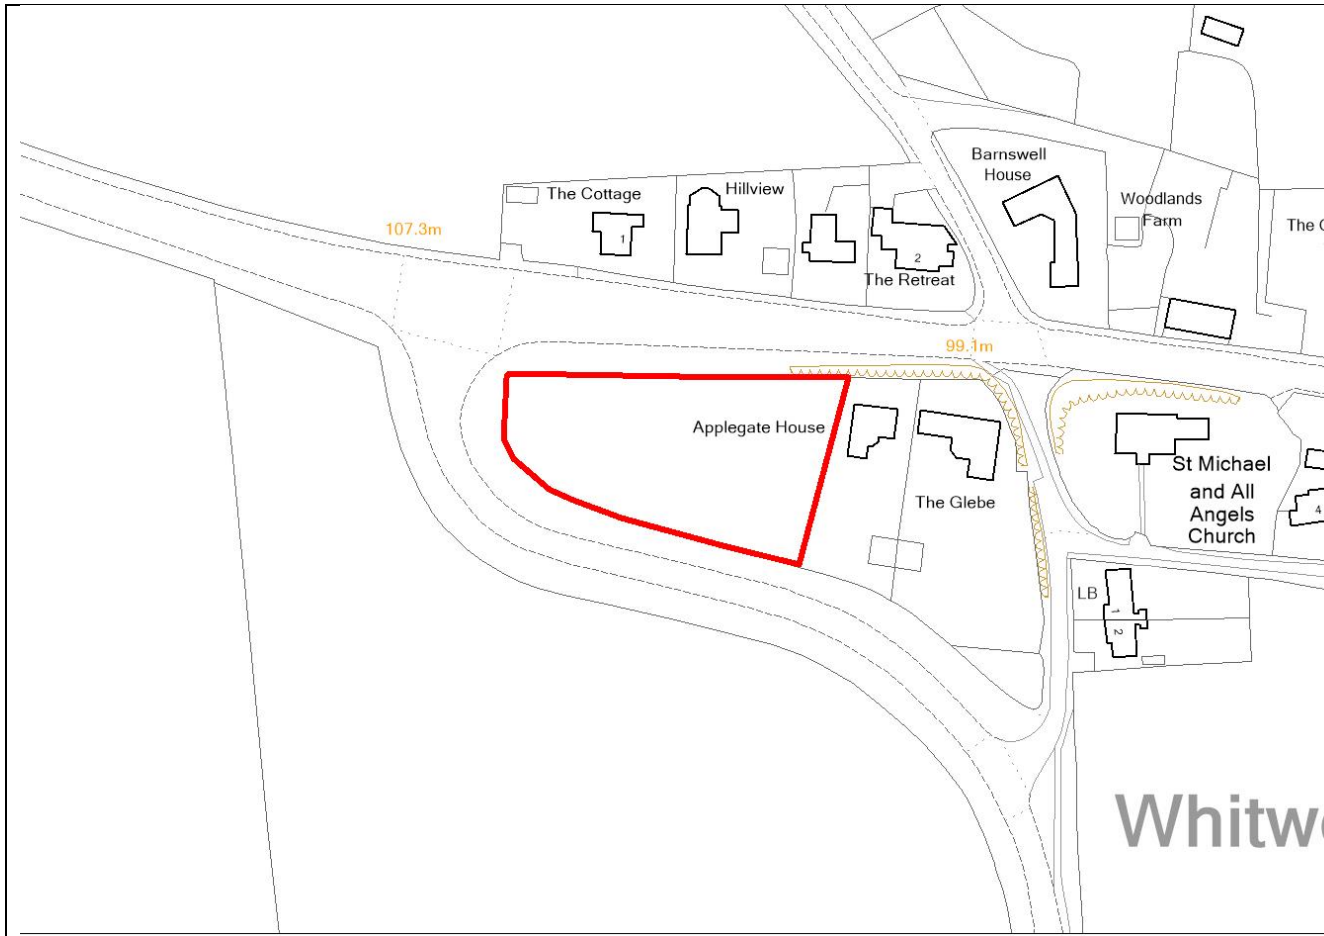 Barnswell
House
The Cottage
Hillview
Woodlands
Farm
107.3m
1
The
2
The Retreat
99.1m
Applegate House
St Michael
and All
Angels
Church
The Glebe
4
LB
1
2